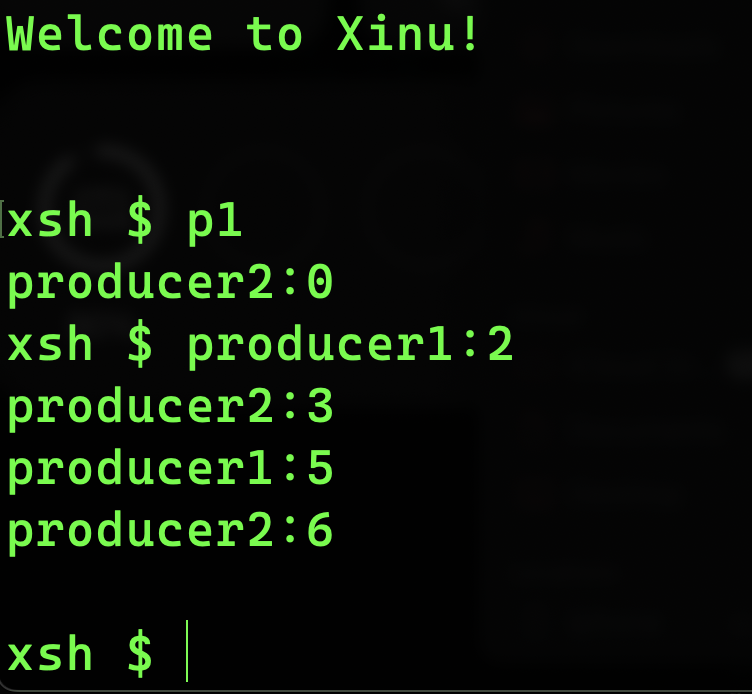 Welcome to Xinu!
xsh $ p1
producer2:0
xsh $ producer1:2
producer2:3
producer1:5
producer2:6
xsh $